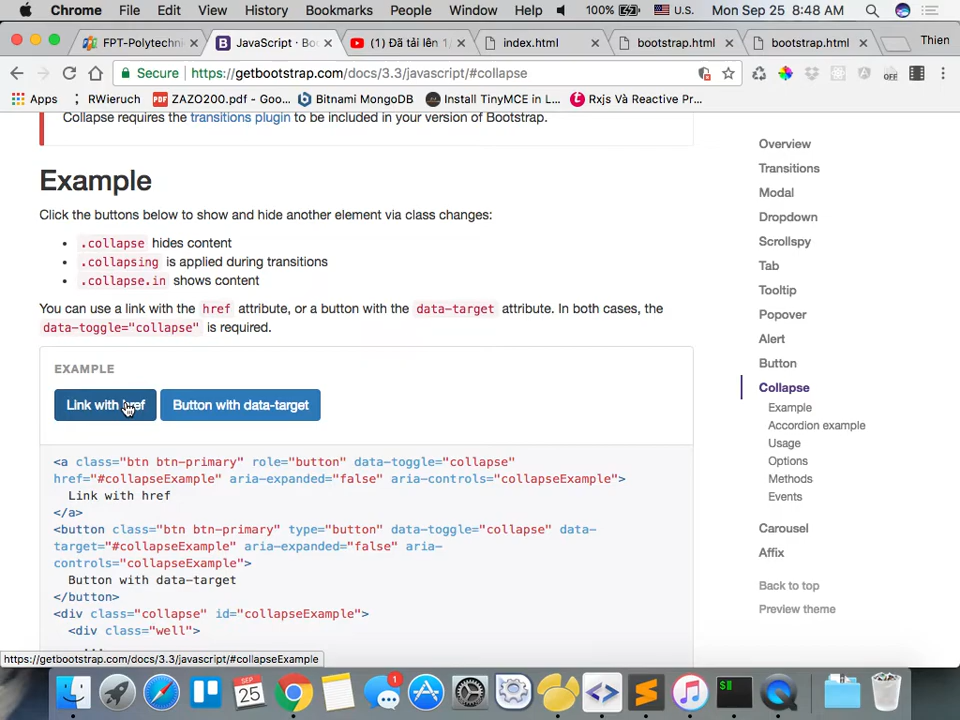 Chrome File Edit View History Bookmarks People Window Help 100% U.S. Mon Sep 25 8:48 AM
FPT-Polytechni
JavaScript · Bo
(1) Đã tải lên 1/
index.html
bootstrap.html
bootstrap.html
Thien
Secure https://getbootstrap.com/docs/3.3/javascript/#collapse
Apps
RWieruch
ZAZO200.pdf - Goo...
Bitnami MongoDB
Install TinyMCE in L...
Rxjs Và Reactive Pr...
OFF
Collapse requires the transitions plugin to be included in your version of Bootstrap.
Example
Click the buttons below to show and hide another element via class changes:
• .collapse hides content
• .collapsing is applied during transitions
• .collapse.in shows content
You can use a link with the href attribute, or a button with the data-target attribute. In both cases, the
data-toggle="collapse" is required.
EXAMPLE
Link with href
Button with data-target
<a class="btn btn-primary" role="button" data-toggle="collapse"
href="#collapseExample" aria-expanded="false" aria-controls="collapseExample">
Link with href
</a>
<button class="btn btn-primary" type="button" data-toggle="collapse" data-
target="#collapseExample" aria-expanded="false" aria-
controls="collapseExample">
Button with data-target
</button>
<div class="collapse" id="collapseExample">
<div class="well">
...
Overview
Transitions
Modal
Dropdown
Scrollspy
Tab
Tooltip
Popover
Alert
Button
Collapse
Example
Accordion example
Usage
Options
Methods
Events
Carousel
Affix
Back to top
Preview theme
https://getbootstrap.com/docs/3.3/javascript/#collapseExample
SEP
25
1